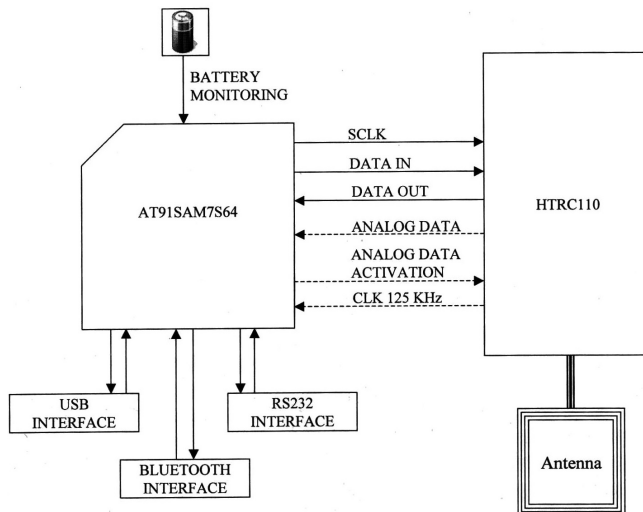 BATTERY
MONITORING
AT91SAM7S64
SCLK
DATA IN
DATA OUT
ANALOG DATA
ANALOG DATA
ACTIVATION
CLK 125 KHz
HTRC110
USB
INTERFACE
RS232
INTERFACE
BLUETOOTH
INTERFACE
Antenna